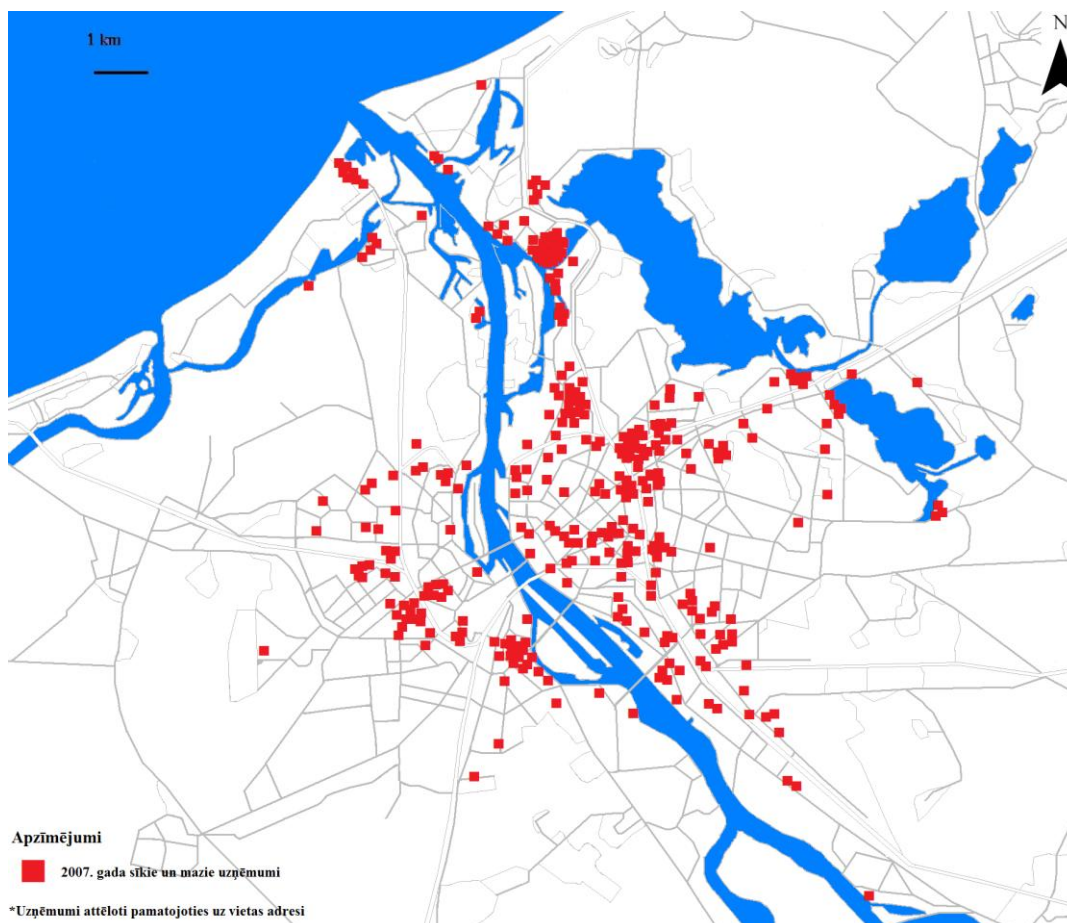 1 km
N
Apzīmējumi
2007. gada sīkie un mazie uzņēmumi
*Uzņēmumi attēloti pamatojoties uz vietas adresi